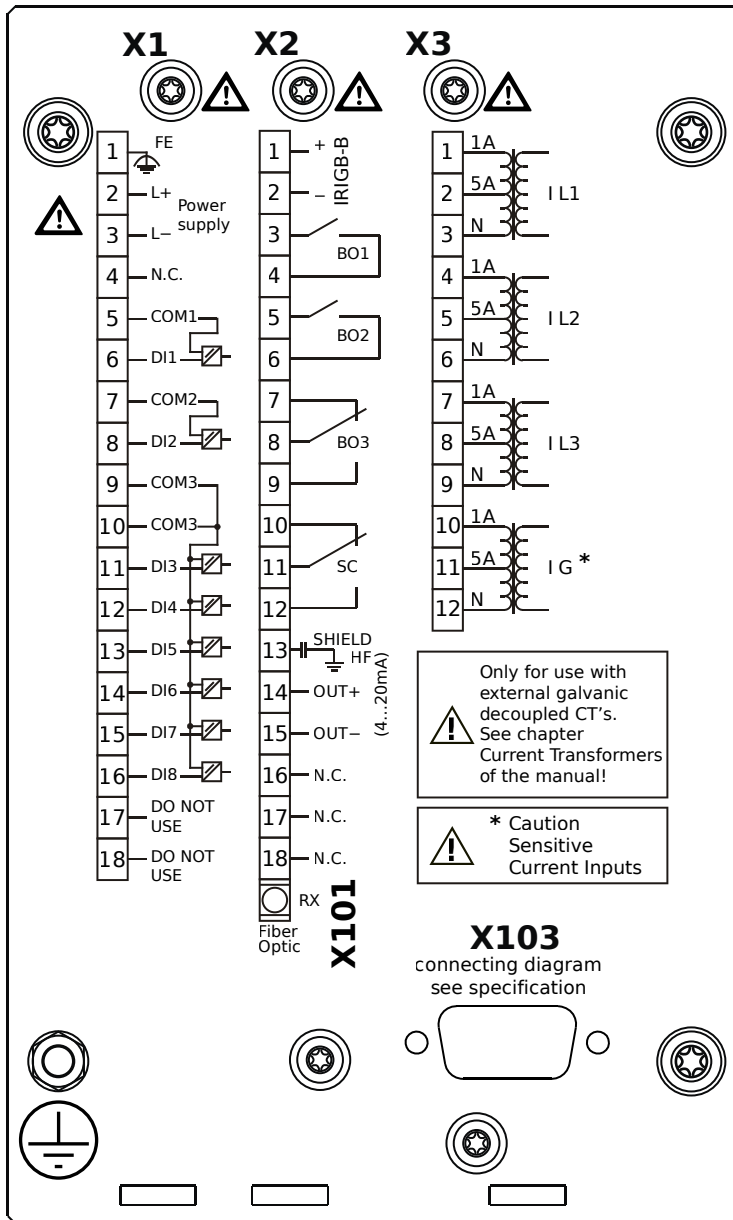 X1
1 FE
2 L+
Power
supply
3 L−
4 N.C.
5 COM1
6 DI1
7 COM2
8 DI2
9 COM3
10 COM3
11 DI3
12 DI4
13 DI5
14 DI6
15 DI7
16 DI8
17 DO NOT
USE
18 DO NOT
USE
X2
1 +
IRIGB-B
2 −
3
BO1
4
5
BO2
6
7
8 BO3
9
10
11 SC
12
13 SHIELD
HF
14 OUT+
(4...20mA)
15 OUT−
16 N.C.
17 N.C.
18 N.C.
RX
Fiber
Optic
X101
X3
1 1A
2 5A I L1
3 N
4 1A
5 5A I L2
6 N
7 1A
8 5A I L3
9 N
10 1A
11 5A I G *
12 N
!
!
!
!
! Only for use with
external galvanic
decoupled CT's.
See chapter
Current Transformers
of the manual!
! * Caution
Sensitive
Current Inputs
X103
connecting diagram
see specification